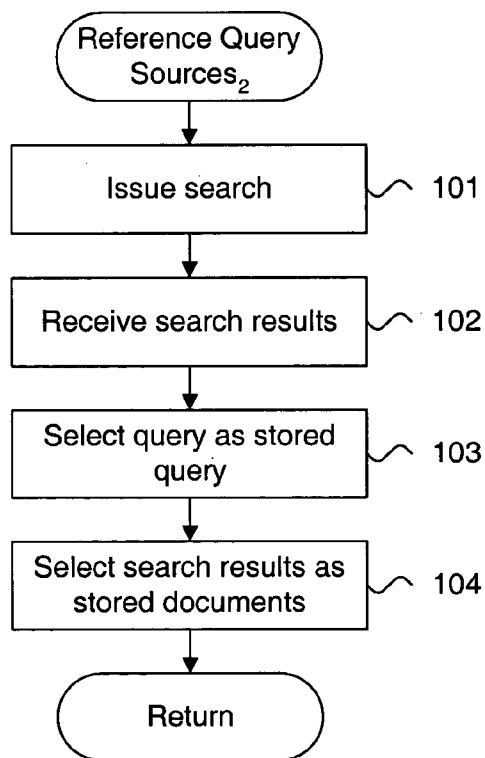 Reference Query
Sources₂
Issue search
101
Receive search results
102
Select query as stored
query
103
Select search results as
stored documents
104
Return